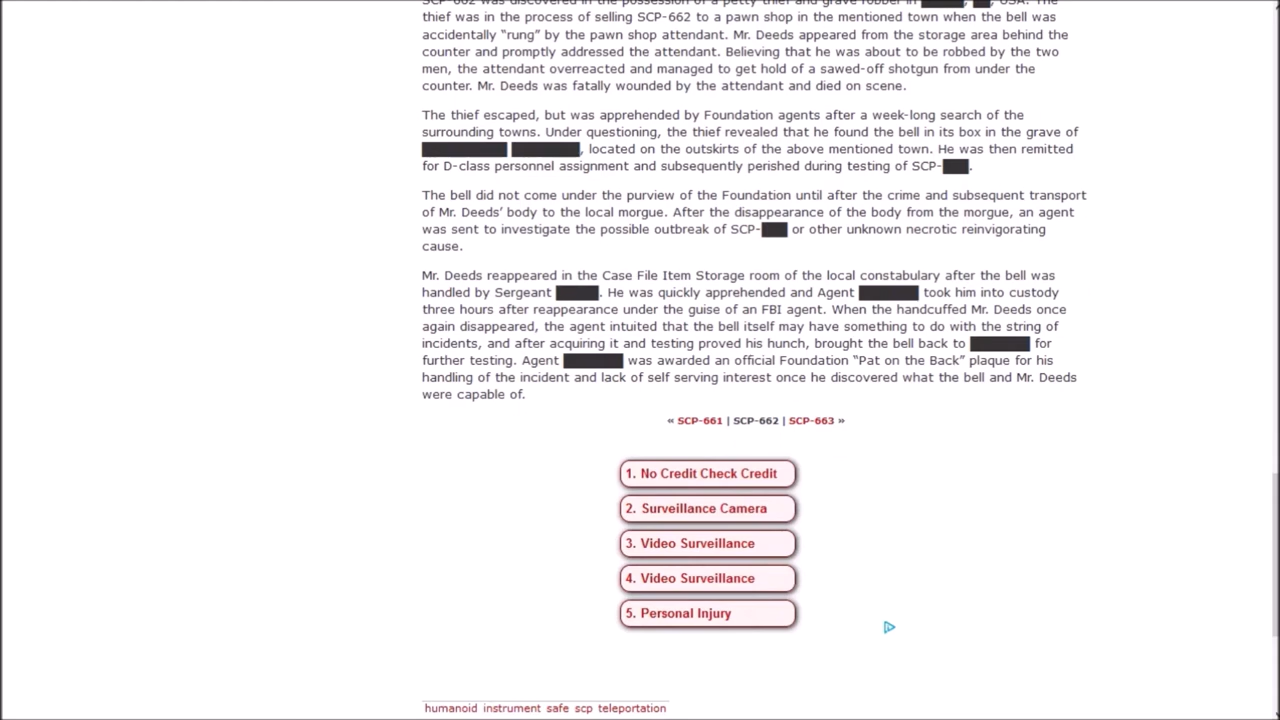 SCP-662 was discovered in the possession of a petty thief and grave robber in █████, ██, USA. The
thief was in the process of selling SCP-662 to a pawn shop in the mentioned town when the bell was
accidentally “rung” by the pawn shop attendant. Mr. Deeds appeared from the storage area behind the
counter and promptly addressed the attendant. Believing that he was about to be robbed by the two
men, the attendant overreacted and managed to get hold of a sawed-off shotgun from under the
counter. Mr. Deeds was fatally wounded by the attendant and died on scene.
The thief escaped, but was apprehended by Foundation agents after a week-long search of the
surrounding towns. Under questioning, the thief revealed that he found the bell in its box in the grave of
██████████ ████████, located on the outskirts of the above mentioned town. He was then remitted
for D-class personnel assignment and subsequently perished during testing of SCP-███.
The bell did not come under the purview of the Foundation until after the crime and subsequent transport
of Mr. Deeds’ body to the local morgue. After the disappearance of the body from the morgue, an agent
was sent to investigate the possible outbreak of SCP-███ or other unknown necrotic reinvigorating
cause.
Mr. Deeds reappeared in the Case File Item Storage room of the local constabulary after the bell was
handled by Sergeant █████. He was quickly apprehended and Agent ███████ took him into custody
three hours after reappearance under the guise of an FBI agent. When the handcuffed Mr. Deeds once
again disappeared, the agent intuited that the bell itself may have something to do with the string of
incidents, and after acquiring it and testing proved his hunch, brought the bell back to ███████ for
further testing. Agent ███████ was awarded an official Foundation “Pat on the Back” plaque for his
handling of the incident and lack of self serving interest once he discovered what the bell and Mr. Deeds
were capable of.
« SCP-661 | SCP-662 | SCP-663 »
1. No Credit Check Credit
2. Surveillance Camera
3. Video Surveillance
4. Video Surveillance
5. Personal Injury
humanoid instrument safe scp teleportation